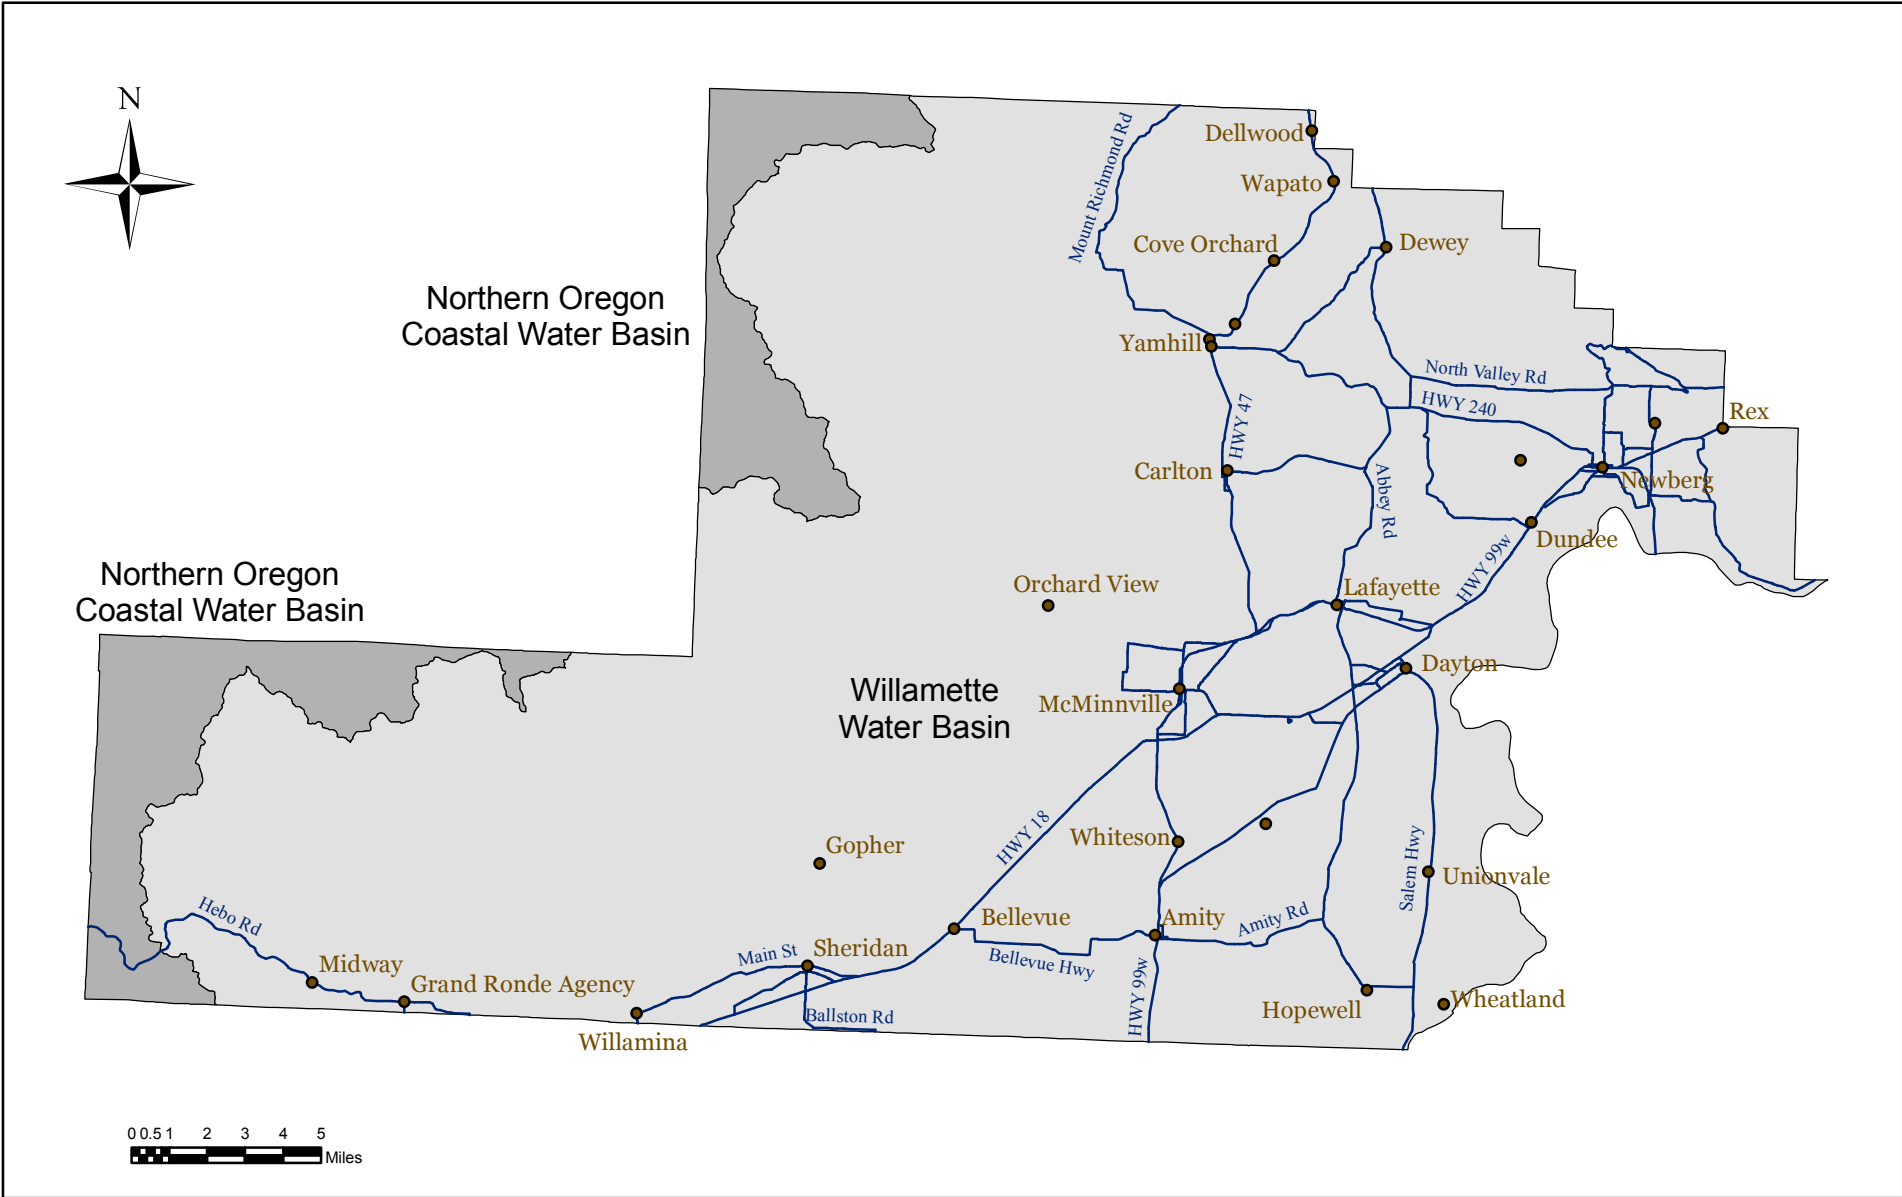 N
Dellwood
Mount Richmond Rd
Wapato
Cove Orchard
Dewey
Northern Oregon
Coastal Water Basin
Yamhill
North Valley Rd
HWY 240
HWY 47
Rex
Carlton
Abbey Rd
Newberg
Dundee
HWY 99w
Northern Oregon
Coastal Water Basin
Orchard View
Lafayette
Dayton
Willamette
Water Basin
McMinnville
HWY 18
Whiteson
Gopher
Salem Hwy
Unionvale
Hebo Rd
Bellevue
Amity
Amity Rd
Main St
Sheridan
Bellevue Hwy
Midway
Grand Ronde Agency
HWY 99w
Hopewell
Wheatland
Ballston Rd
Willamina
0 0.5 1 2 3 4 5
Miles